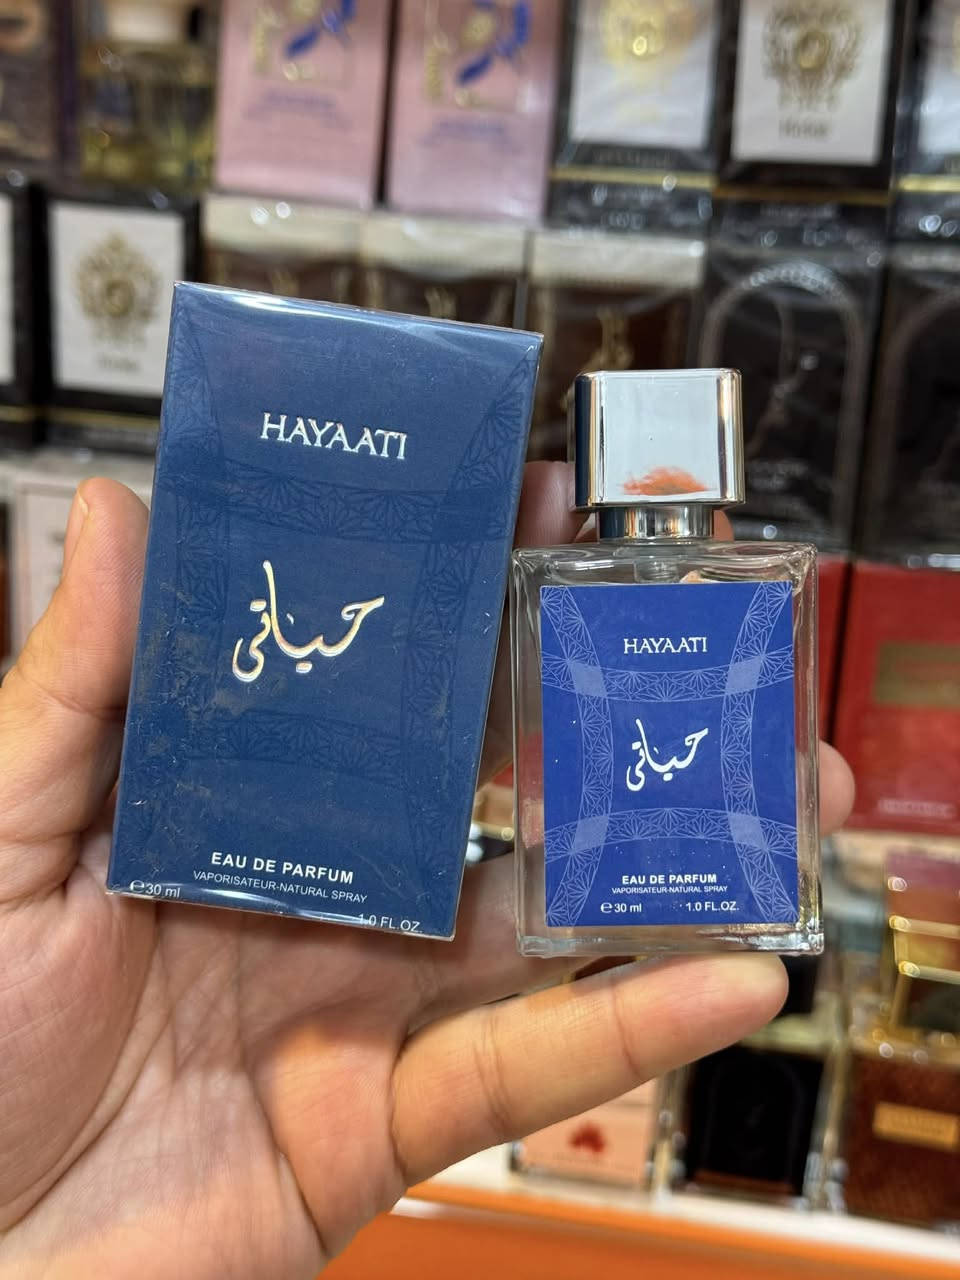 HAYAATI
حياتي
EAU DE PARFUM
VAPORISATEUR-NATURAL SPRAY
℮30 ml
1.0 FL.OZ.
HAYAATI
حياتي
EAU DE PARFUM
VAPORISATEUR-NATURAL SPRAY
℮30 ml 1.0 FL.OZ.